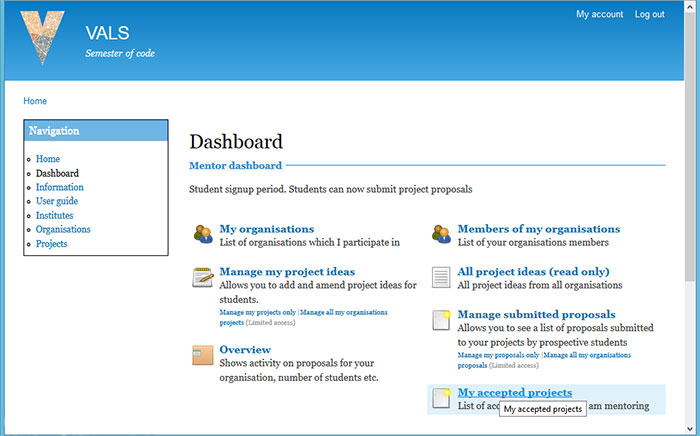 My account Log out
VALS
Semester of code
Home
Navigation
Home
Dashboard
Information
User guide
Institutes
Organisations
Projects
Dashboard
Mentor dashboard
Student signup period. Students can now submit project proposals
My organisations
List of organisations which I participate in
Manage my project ideas
Allows you to add and amend project ideas for
students.
Manage my projects only |Manage all my organisations
projects (Limited access)
Overview
Shows activity on proposals for your
organisation, number of students etc.
Members of my organisations
List of your organisations members
All project ideas (read only)
All project ideas from all organisations
Manage submitted proposals
Allows you to see a list of proposals submitted
to your projects by prospective students
Manage my proposals only |Manage all my organisations
proposals (Limited access)
My accepted projects
List of am mentoring
My accepted projects